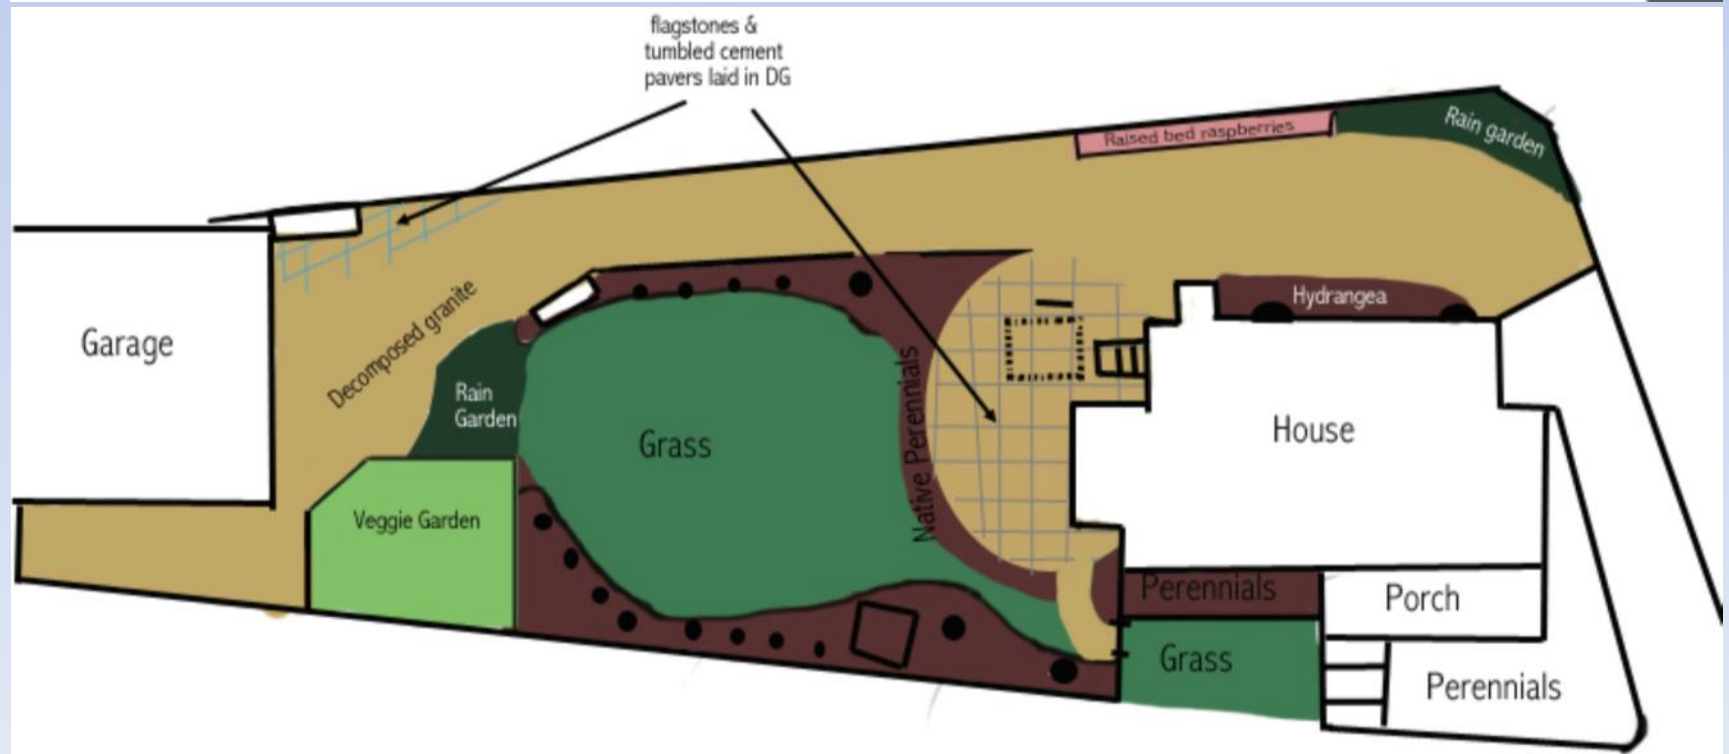 flagstones &
tumbled cement
pavers laid in DG
Raised bed raspberries
Rain garden
Hydrangea
Garage
Decomposed granite
Rain
Garden
Grass
Native Perennials
House
Veggie Garden
Perennials
Porch
Grass
Perennials